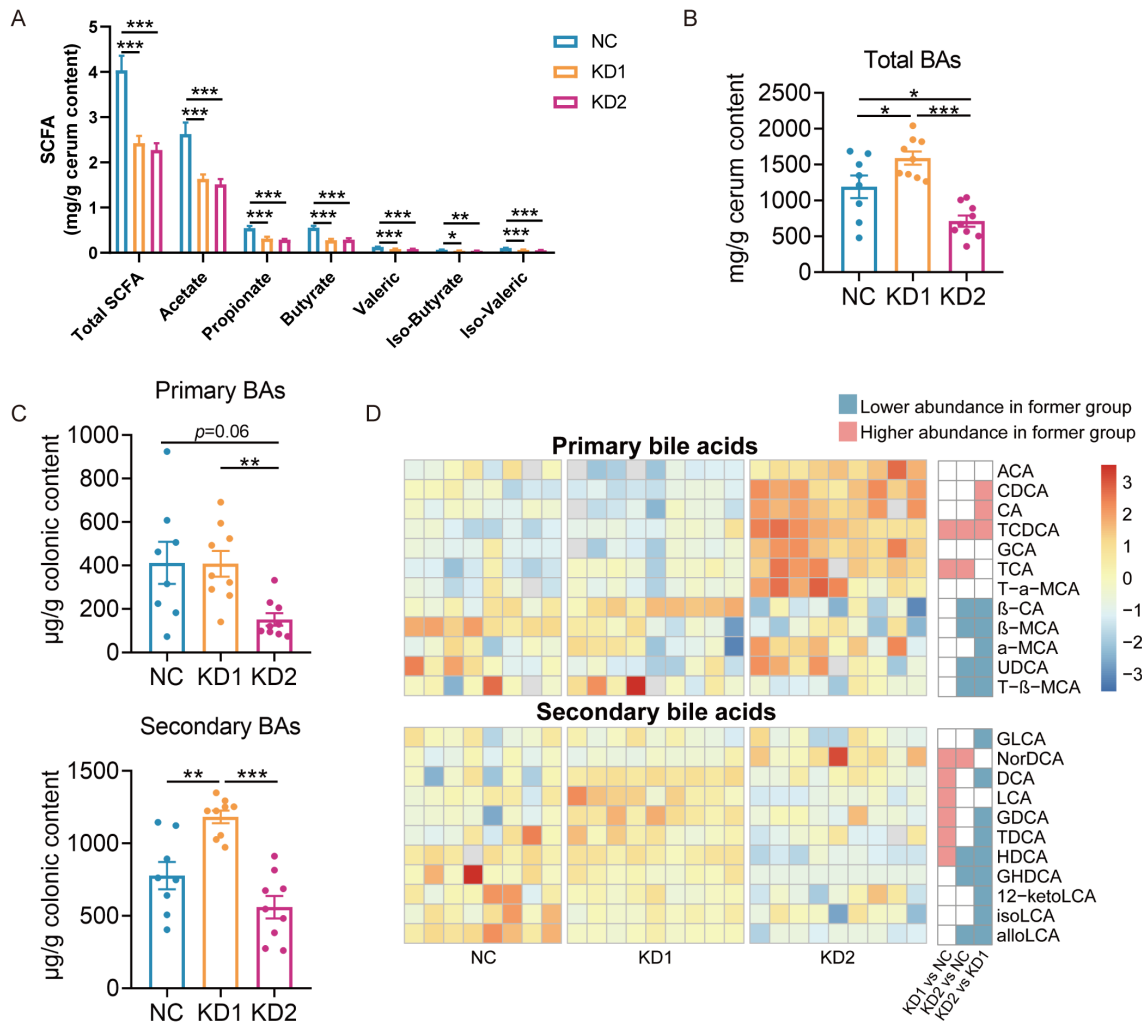 A
SCFA
(mg/g cerum content)
5
4
3
2
1
0
*** *** *** *** *** *** *** *** *** *** ** * *** ***
Total SCFA
Acetate
Propionate
Butyrate
Valeric
Iso-Butyrate
Iso-Valeric
NC
KD1
KD2
B
Total BAs
mg/g cerum content
2500
2000
1500
1000
500
0
*
* ***
NC KD1 KD2
C
Primary BAs
µg/g colonic content
1000
800
600
400
200
0
p=0.06
**
NC KD1 KD2
Secondary BAs
µg/g colonic content
1500
1000
500
0
** ***
NC KD1 KD2
D
Lower abundance in former group
Higher abundance in former group
Primary bile acids
ACA
CDCA
CA
TCDCA
GCA
TCA
T−a−MCA
ß−CA
ß−MCA
a−MCA
UDCA
T−ß−MCA
3
2
1
0
−1
−2
−3
Secondary bile acids
GLCA
NorDCA
DCA
LCA
GDCA
TDCA
HDCA
GHDCA
12−ketoLCA
isoLCA
alloLCA
NC KD1 KD2
KD1 vs NC
KD2 vs NC
KD2 vs KD1